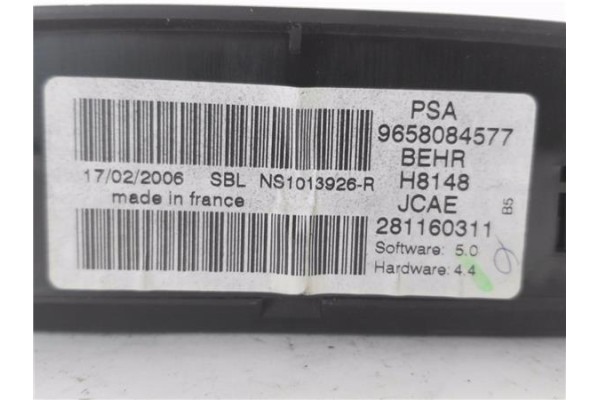 17/02/2006 SBL NS1013926-R
made in france
PSA
9658084577
BEHR
H8148
JCAE
281160311
Software: 5.0
Hardware: 4.4
B5